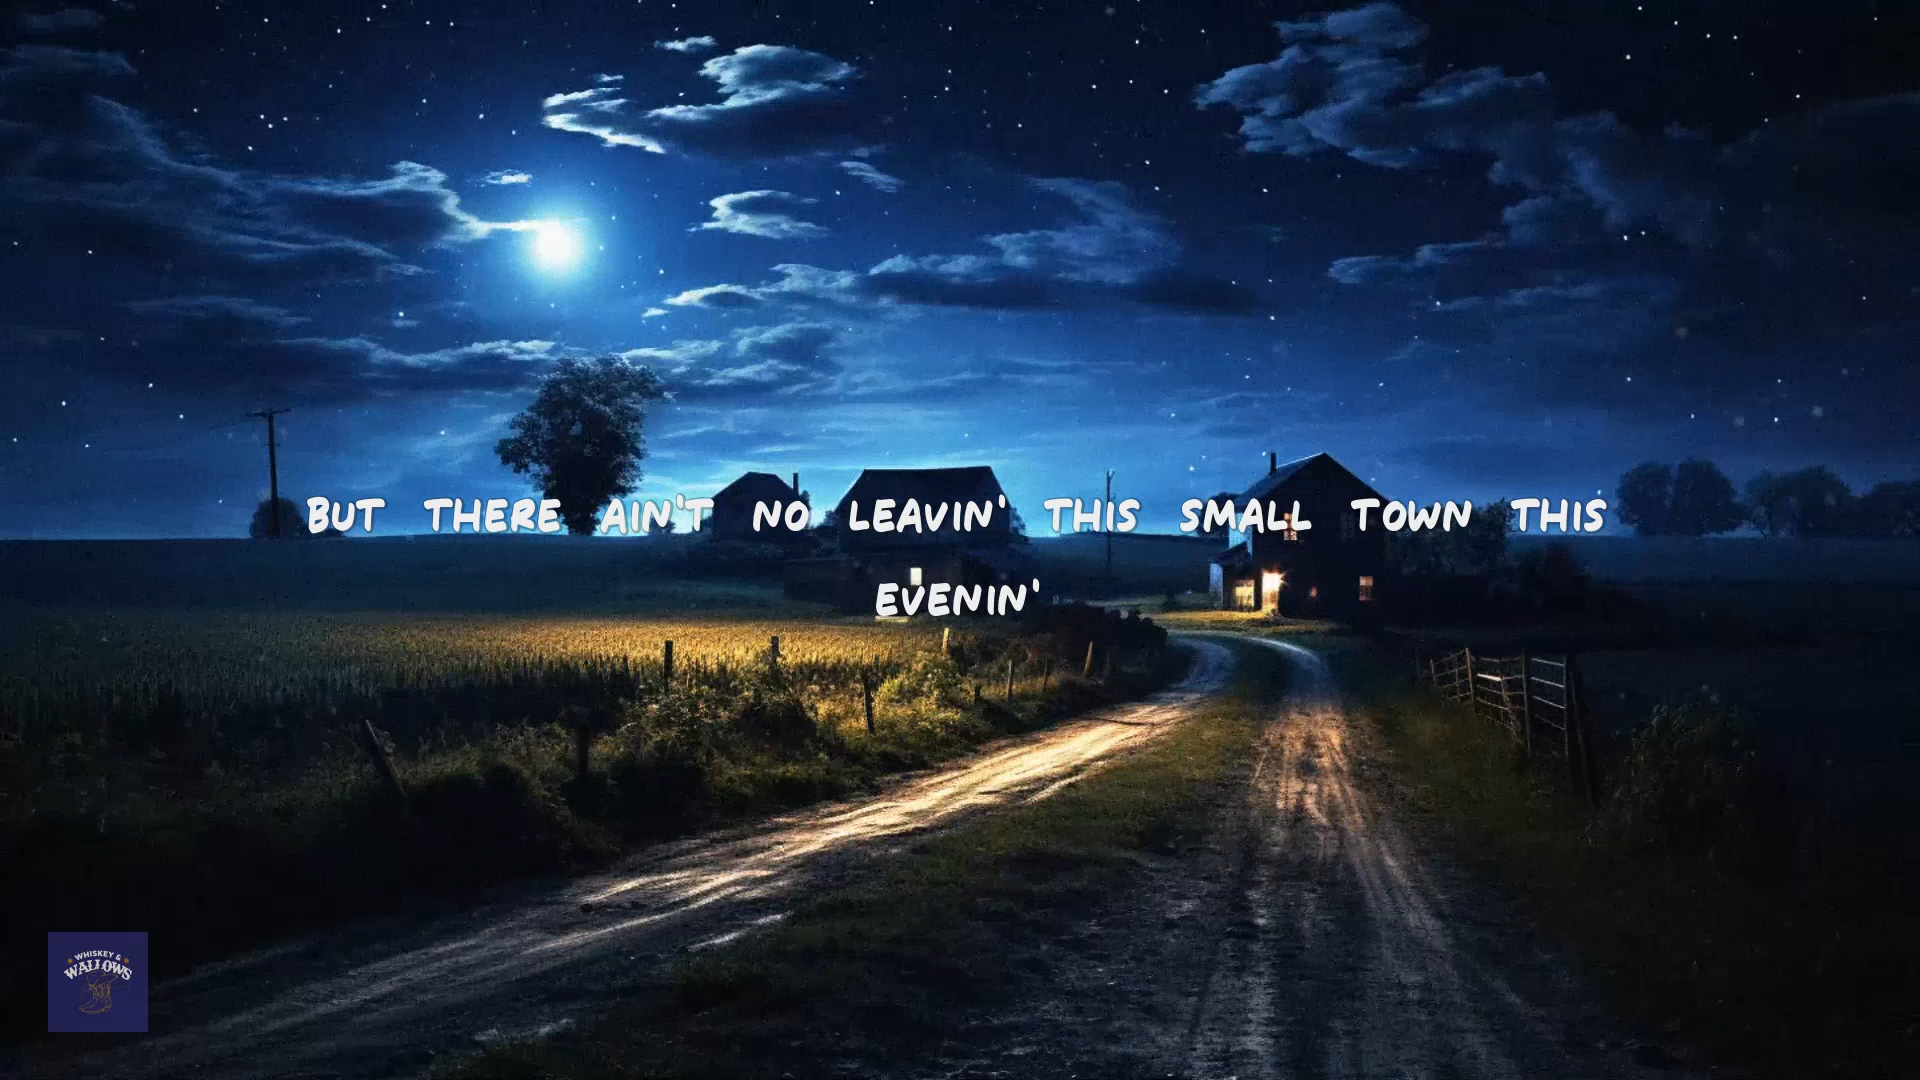 BUT THERE AIN'T NO LEAVIN' THIS SMALL TOWN THIS
EVENIN'
WHISKEY &
WALLOWS